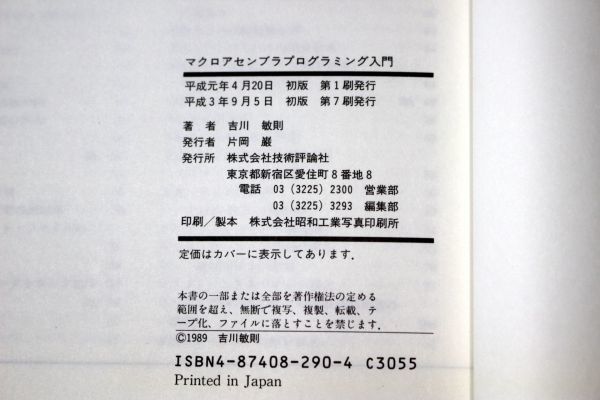 マクロアセンブラプログラミング入門
平成元年4月20日 初版 第1刷発行
平成3年9月5日 初版 第7刷発行
著者 吉川 敏則
発行者 片岡 巌
発行所 株式会社技術評論社
東京都新宿区愛住町8番地8
電話 03(3225)2300 営業部
03(3225)3293 編集部
印刷／製本 株式会社昭和工業写真印刷所
定価はカバーに表示してあります．
本書の一部または全部を著作権法の定める
範囲を超え、無断で複写、複製、転載、テ
ープ化、ファイルに落とすことを禁じます．
©1989 吉川敏則
ISBN4-87408-290-4 C3055
Printed in Japan